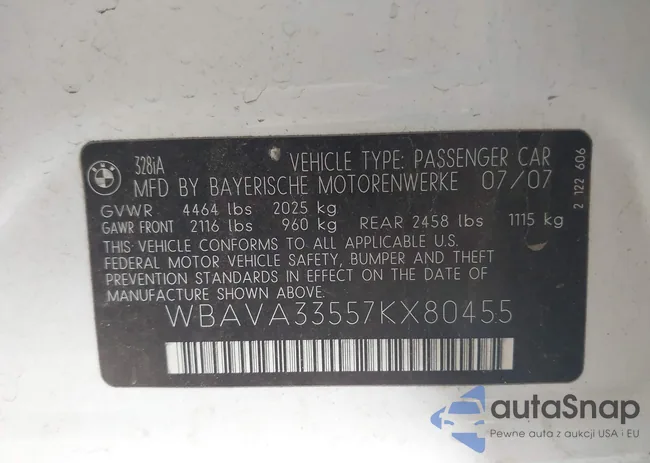 BMW
328iA
VEHICLE TYPE: PASSENGER CAR
MFD BY BAYERISCHE MOTORENWERKE 07/07
GVWR 4464 lbs 2025 kg
GAWR FRONT 2116 lbs 960 kg REAR 2458 lbs 1115 kg
THIS VEHICLE CONFORMS TO ALL APPLICABLE U.S.
FEDERAL MOTOR VEHICLE SAFETY, BUMPER AND THEFT
PREVENTION STANDARDS IN EFFECT ON THE DATE OF
MANUFACTURE SHOWN ABOVE.
WBAVA33557KX80455
2 122 606
autaSnap
Pewne auta z aukcji USA i EU